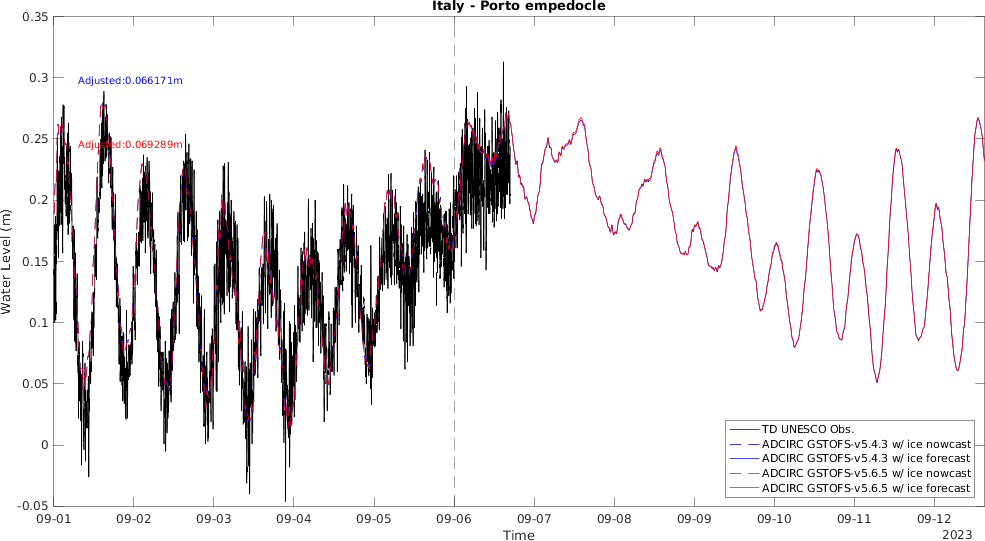 Italy - Porto empedocle
0.35
0.3
0.25
0.2
0.15
0.1
0.05
0
-0.05
Water Level (m)
Adjusted:0.066171m
Adjusted:0.069289m
TD UNESCO Obs.
ADCIRC GSTOFS-v5.4.3 w/ ice nowcast
ADCIRC GSTOFS-v5.4.3 w/ ice forecast
ADCIRC GSTOFS-v5.6.5 w/ ice nowcast
ADCIRC GSTOFS-v5.6.5 w/ ice forecast
09-01 09-02 09-03 09-04 09-05 09-06 09-07 09-08 09-09 09-10 09-11 09-12
Time
2023